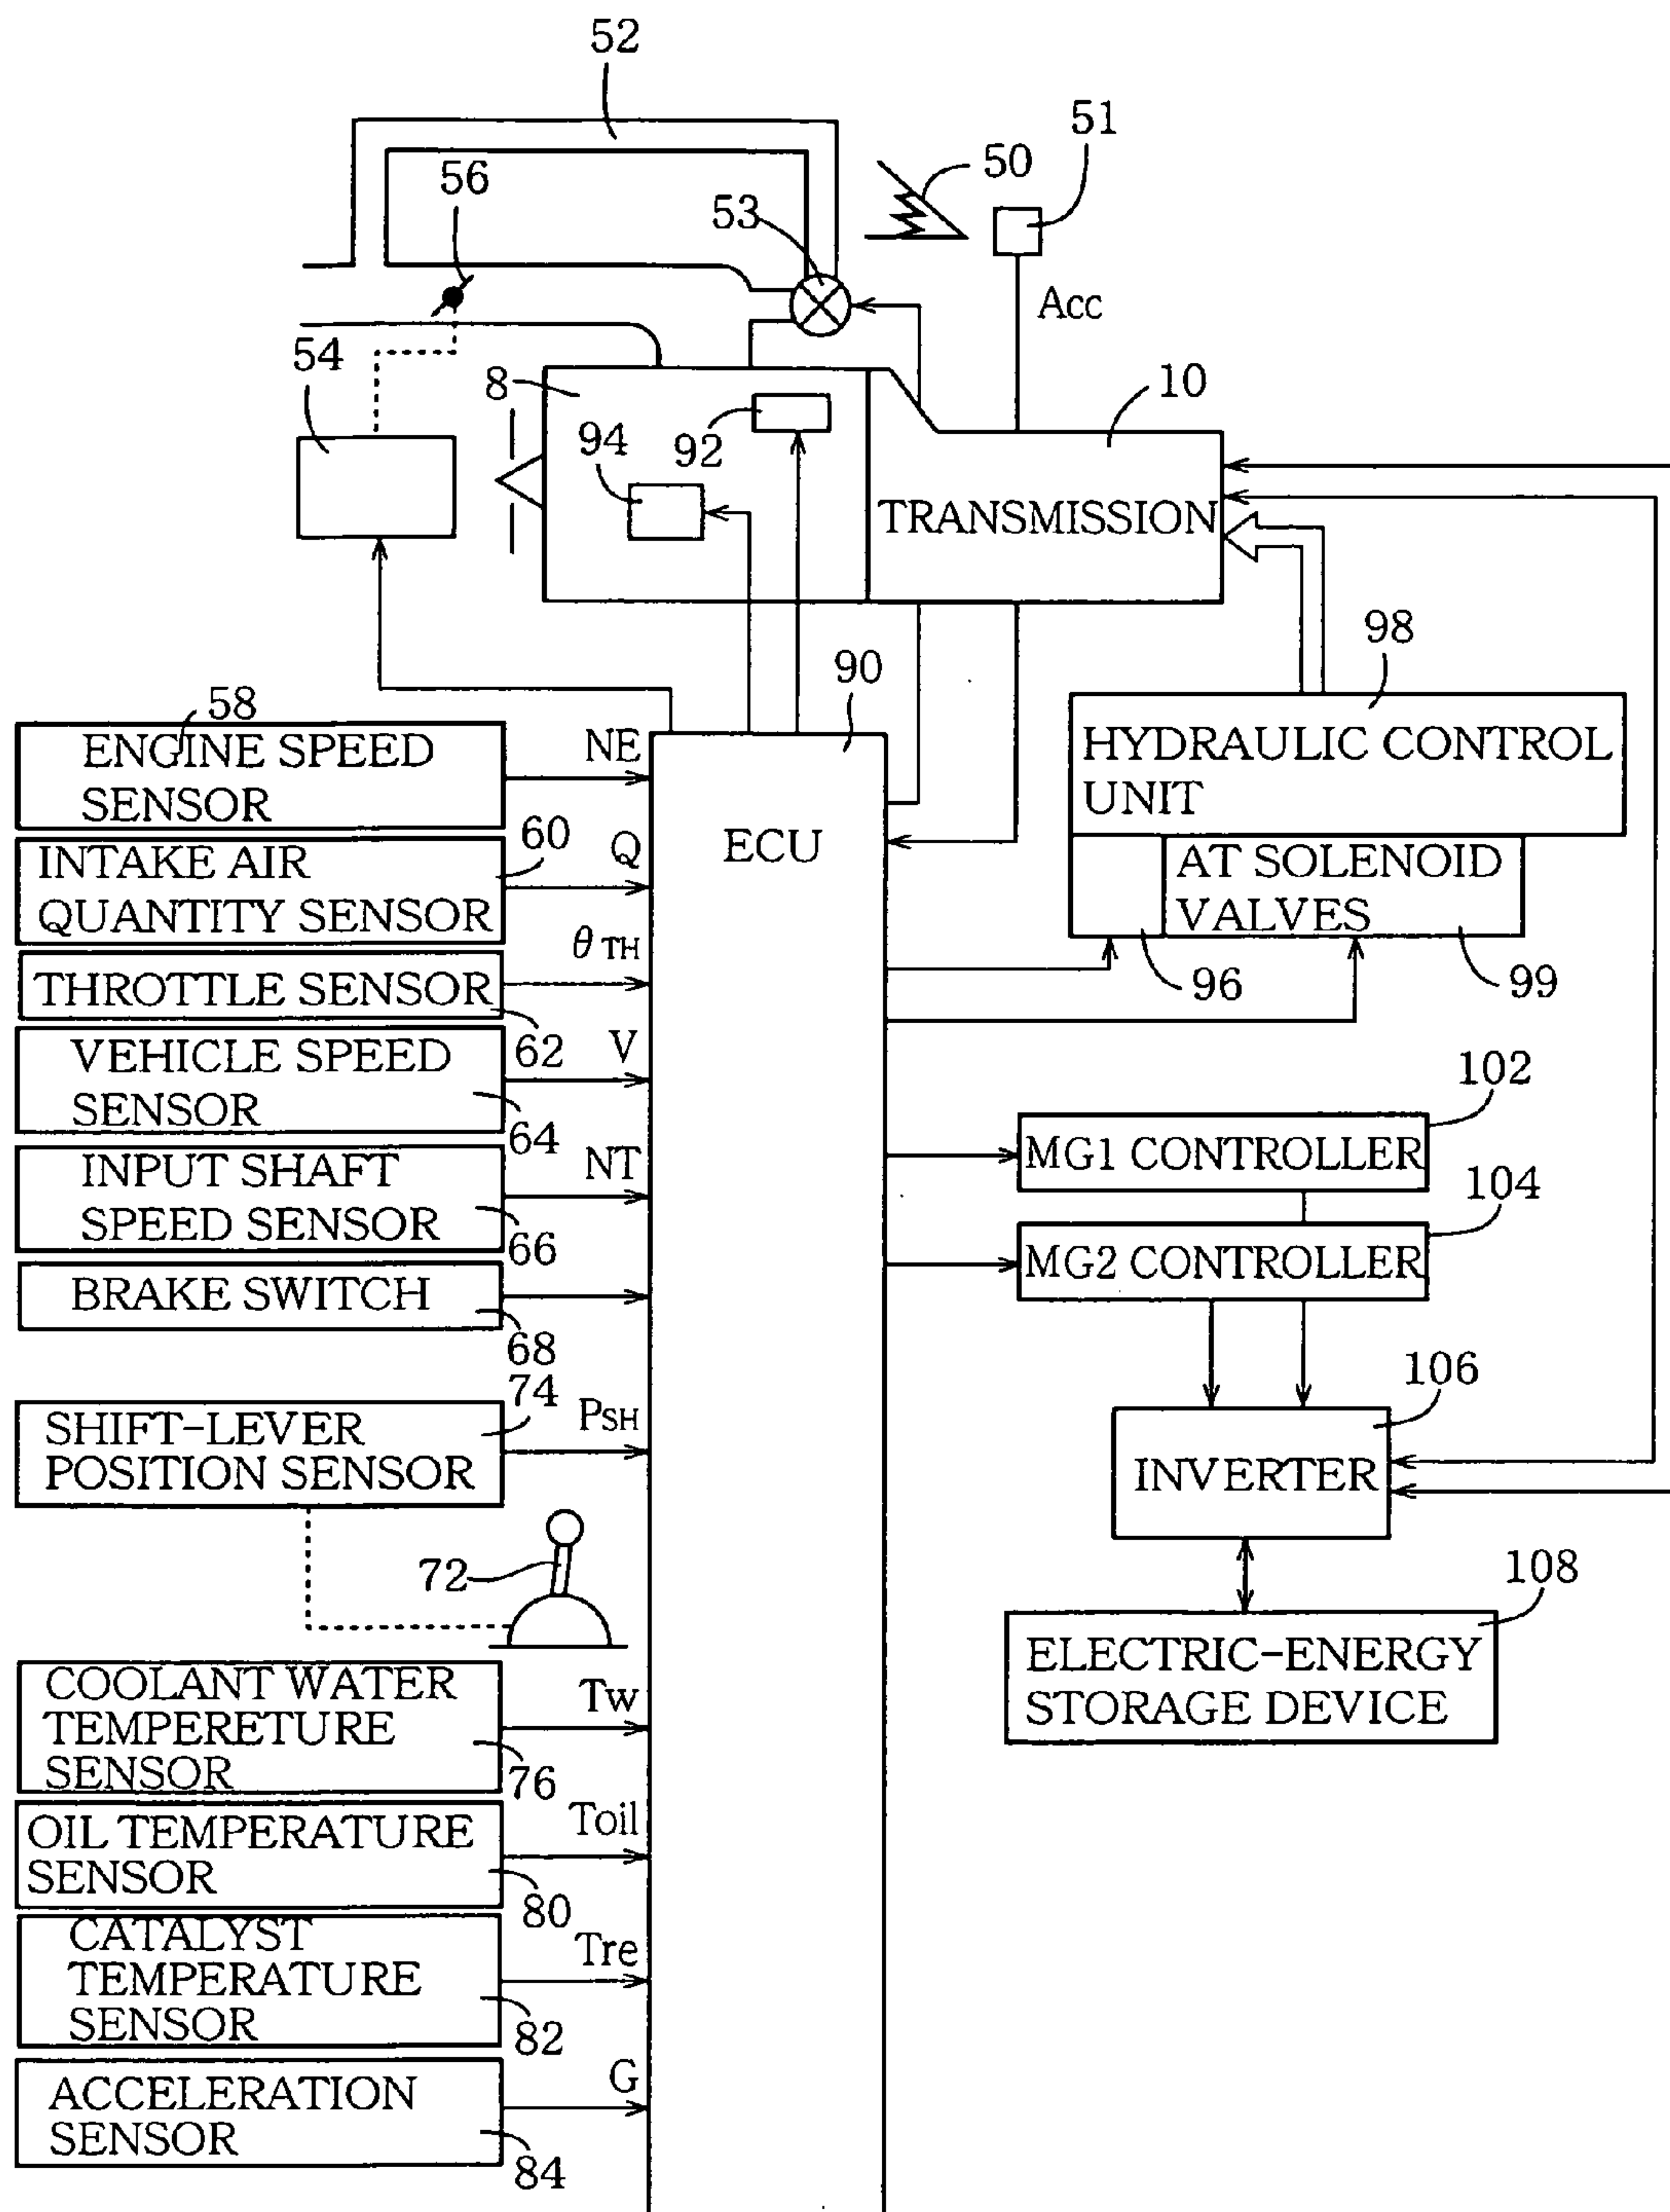 52
51
50
56
53
Acc
54
8
10
92
94
TRANSMISSION
98
90
58
ENGINE SPEED
SENSOR
NE
HYDRAULIC CONTROL
UNIT
60
INTAKE AIR
QUANTITY SENSOR
Q
ECU
AT SOLENOID
VALVES
θ TH
THROTTLE SENSOR
96
99
62
VEHICLE SPEED
SENSOR
V
64
102
INPUT SHAFT
SPEED SENSOR
NT
MG1 CONTROLLER
66
104
BRAKE SWITCH
MG2 CONTROLLER
68
74
SHIFT-LEVER
POSITION SENSOR
PSH
106
INVERTER
72
108
COOLANT WATER
TEMPERETURE
SENSOR
Tw
ELECTRIC-ENERGY
STORAGE DEVICE
76
OIL TEMPERATURE
SENSOR
Toil
80
CATALYST
TEMPERATURE
SENSOR
Tre
82
ACCELERATION
SENSOR
G
84